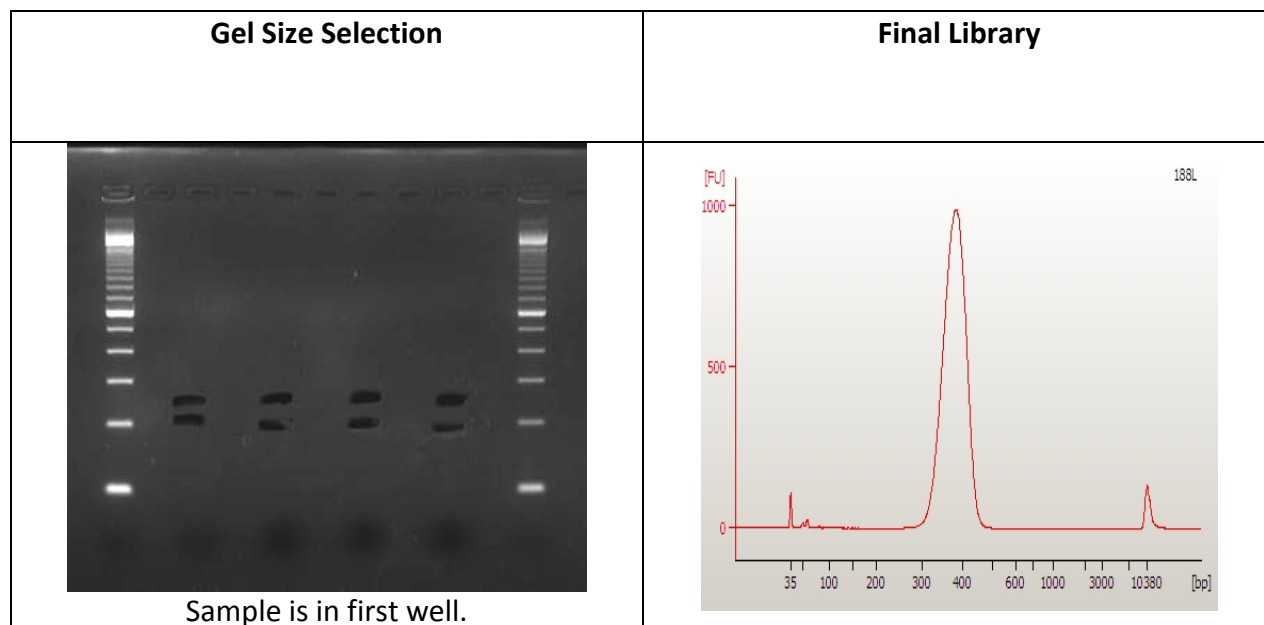 Gel Size Selection
Final Library
Sample is in first well.
[FU]
188L
1000
500
0
35 100 200 300 400 600 1000 3000 10380 [bp]